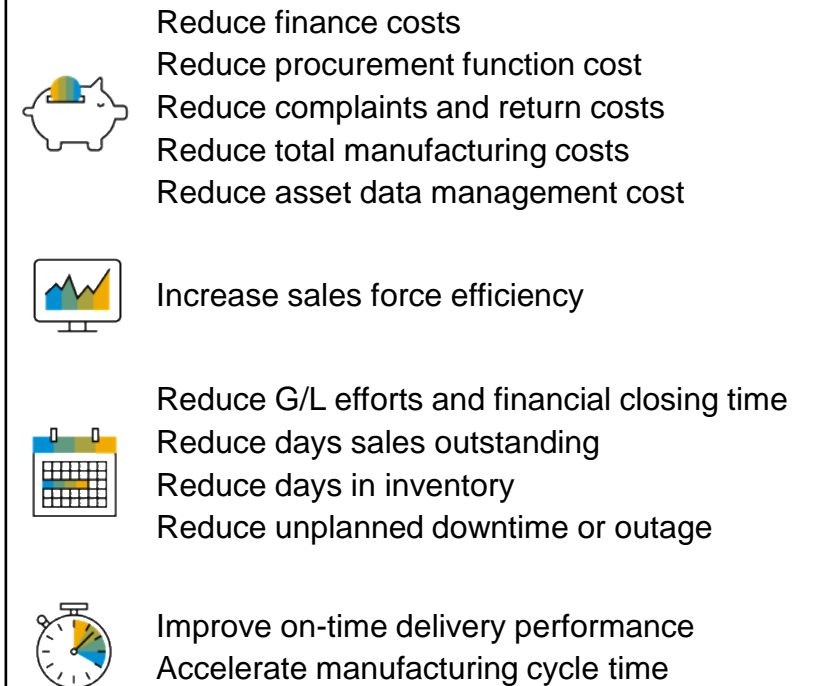 Reduce finance costs
Reduce procurement function cost
Reduce complaints and return costs
Reduce total manufacturing costs
Reduce asset data management cost
Increase sales force efficiency
Reduce G/L efforts and financial closing time
Reduce days sales outstanding
Reduce days in inventory
Reduce unplanned downtime or outage
Improve on-time delivery performance
Accelerate manufacturing cycle time